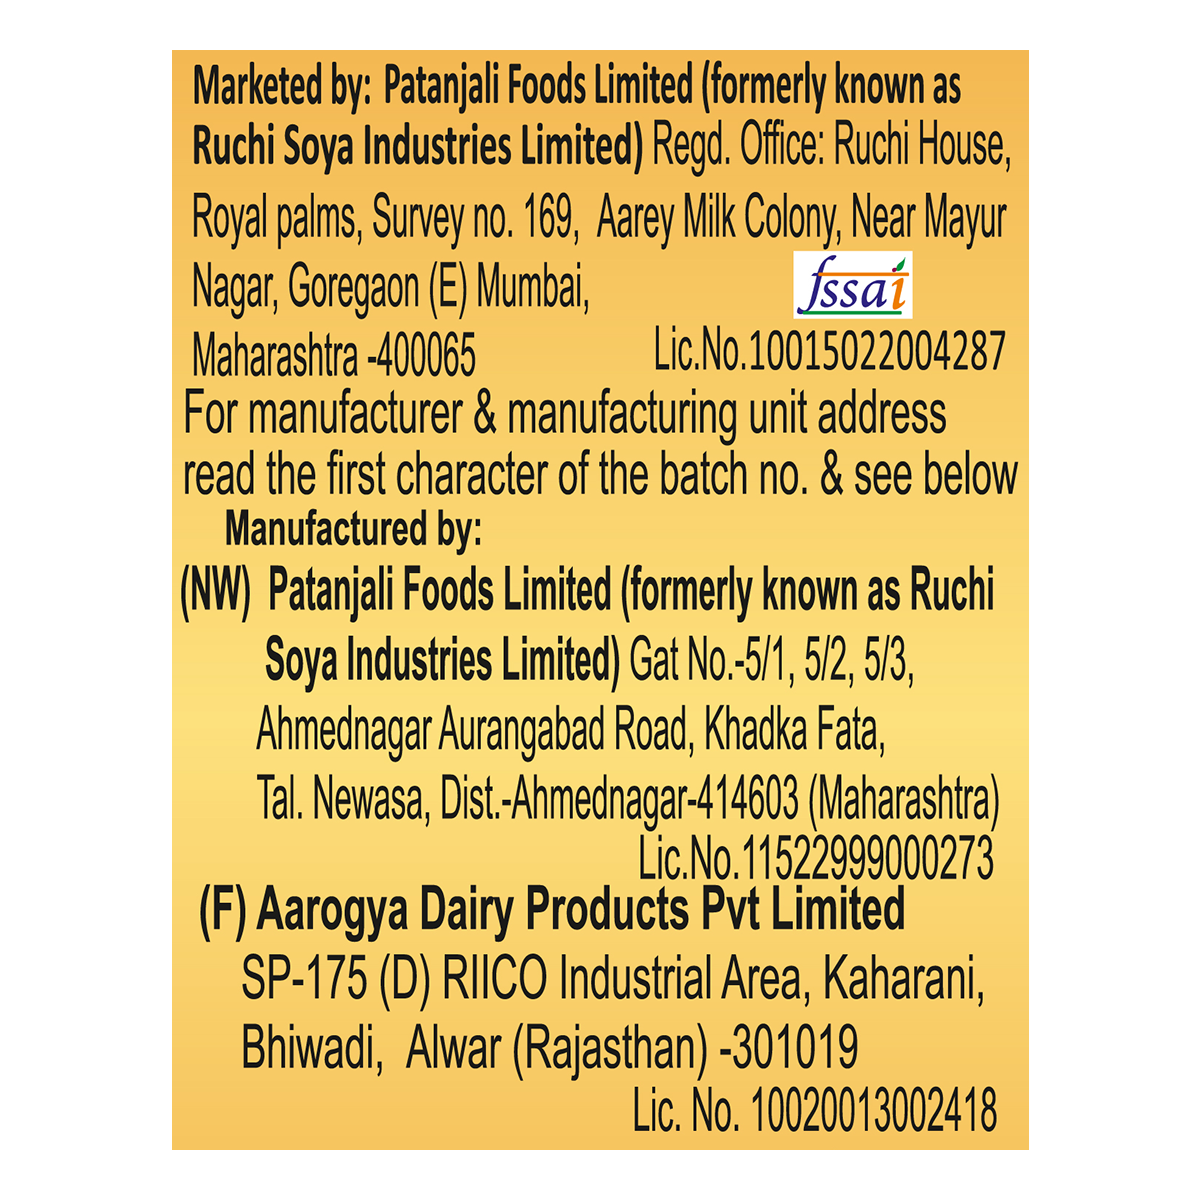 Marketed by: Patanjali Foods Limited (formerly known as
Ruchi Soya Industries Limited) Regd. Office: Ruchi House,
Royal palms, Survey no. 169, Aarey Milk Colony, Near Mayur
Nagar, Goregaon (E) Mumbai,
fssai
Maharashtra -400065
Lic.No.10015022004287
For manufacturer & manufacturing unit address
read the first character of the batch no. & see below
Manufactured by:
(NW) Patanjali Foods Limited (formerly known as Ruchi
Soya Industries Limited) Gat No.-5/1, 5/2, 5/3,
Ahmednagar Aurangabad Road, Khadka Fata,
Tal. Newasa, Dist.-Ahmednagar-414603 (Maharashtra)
Lic.No.11522999000273
(F) Aarogya Dairy Products Pvt Limited
SP-175 (D) RIICO Industrial Area, Kaharani,
Bhiwadi, Alwar (Rajasthan) -301019
Lic. No. 10020013002418